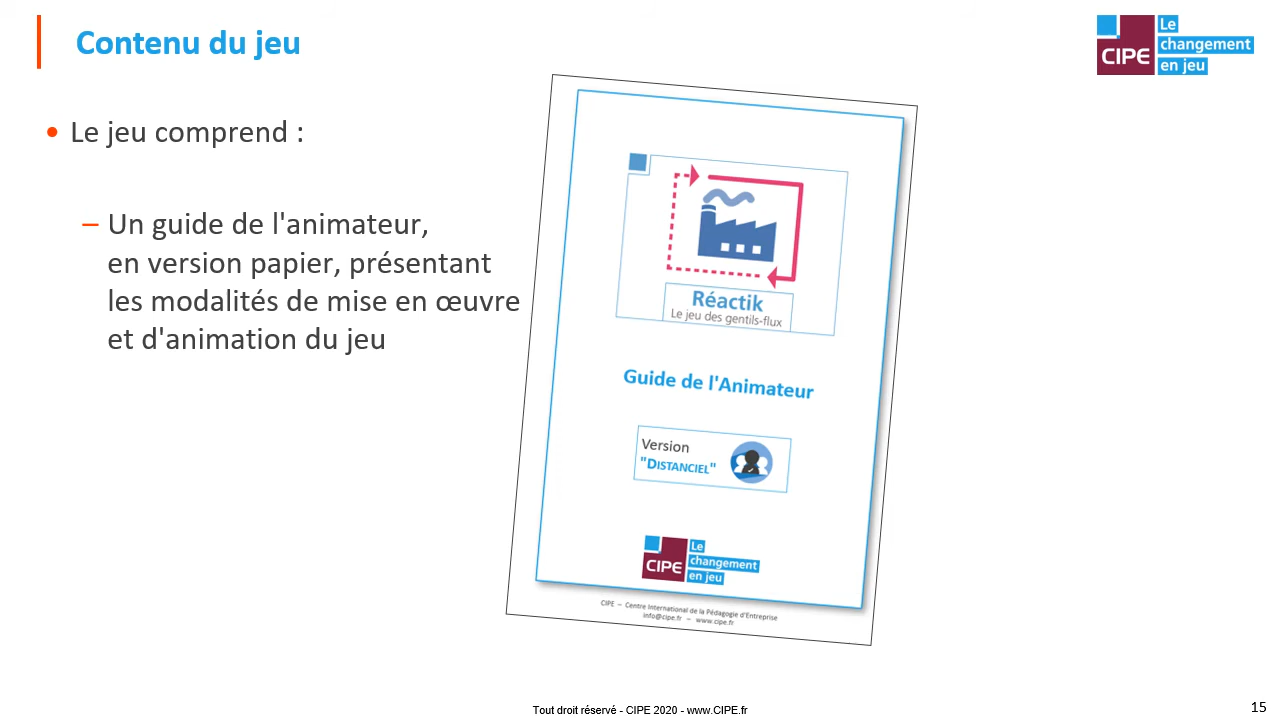 Contenu du jeu
CIPE
Le
changement
en jeu
• Le jeu comprend :
– Un guide de l'animateur,
en version papier, présentant
les modalités de mise en œuvre
et d'animation du jeu
Réactik
Le jeu des gentils-flux
Guide de l'Animateur
Version
"DISTANCIEL"
CIPE
Le
changement
en jeu
CIPE – Centre International de la Pédagogie d'Entreprise
info@cipe.fr – www.cipe.fr
Tout droit réservé - CIPE 2020 - www.CIPE.fr
15